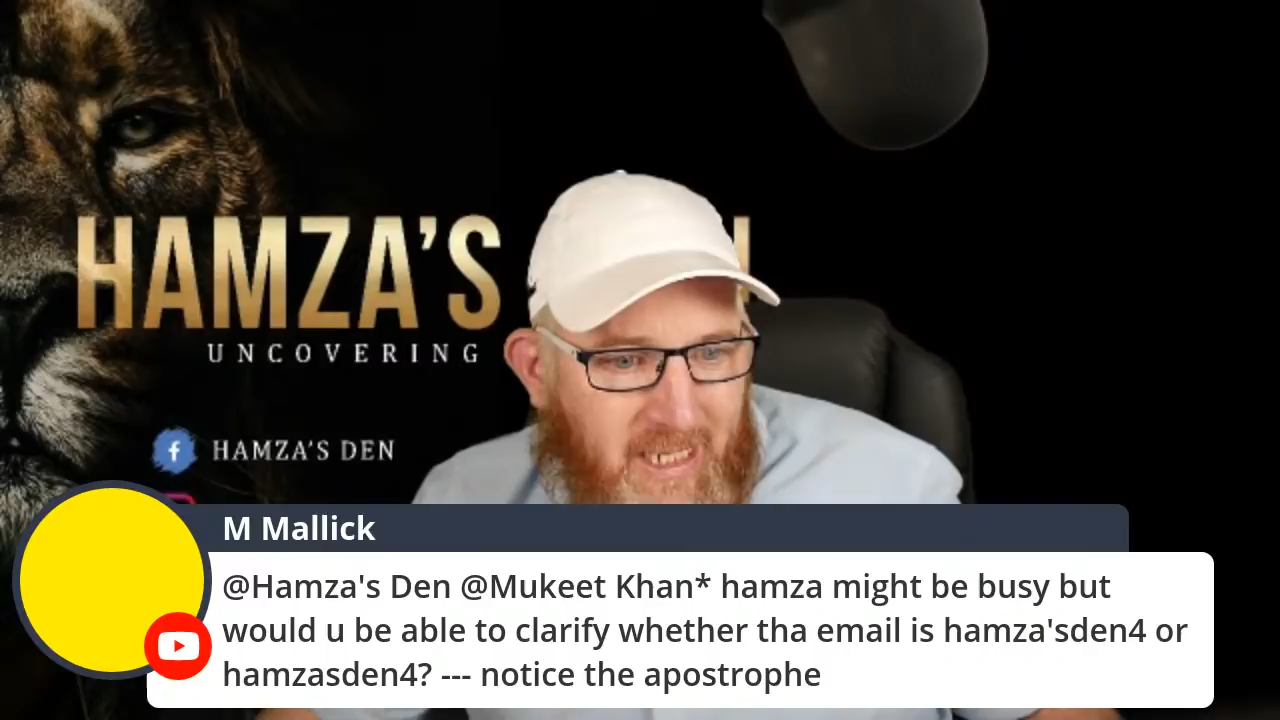 HAMZA'S
UNCOVERING
HAMZA'S DEN
M Mallick
@Hamza's Den @Mukeet Khan* hamza might be busy but
would u be able to clarify whether tha email is hamza'sden4 or
hamzasden4? --- notice the apostrophe